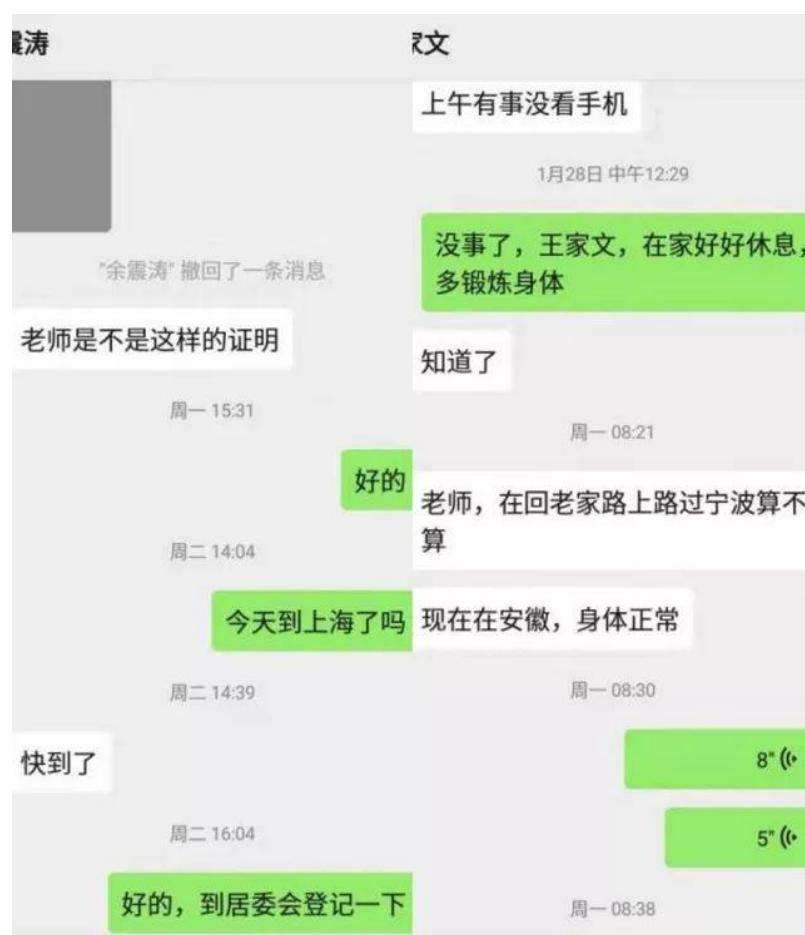 震涛
"余震涛" 撤回了一条消息
老师是不是这样的证明
周一 15:31
好的
周二 14:04
今天到上海了吗
周二 14:39
快到了
周二 16:04
好的，到居委会登记一下
家文
上午有事没看手机
1月28日 中午12:29
没事了，王家文，在家好好休息，
多锻炼身体
知道了
周一 08:21
老师，在回老家路上路过宁波算不
算
现在在安徽，身体正常
周一 08:30
8"
5"
周一 08:38